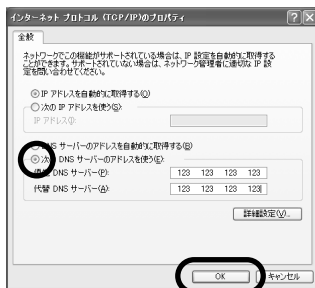 インターネット プロトコル (TCP/IP)のプロパティ
全般
ネットワークでこの機能がサポートされている場合は、IP 設定を自動的に取得する
ことができます。サポートされていない場合は、ネットワーク管理者に適切な IP 設
定を問い合わせてください。
IP アドレスを自動的に取得する(O)
次の IP アドレスを使う(S):
IP アドレス(I):
DNS サーバーのアドレスを自動的に取得する(B)
次の DNS サーバーのアドレスを使う(E):
優先 DNS サーバー(P): 123 123 123 123
代替 DNS サーバー(A): 123 123 123 123
詳細設定(V)...
OK
キャンセル